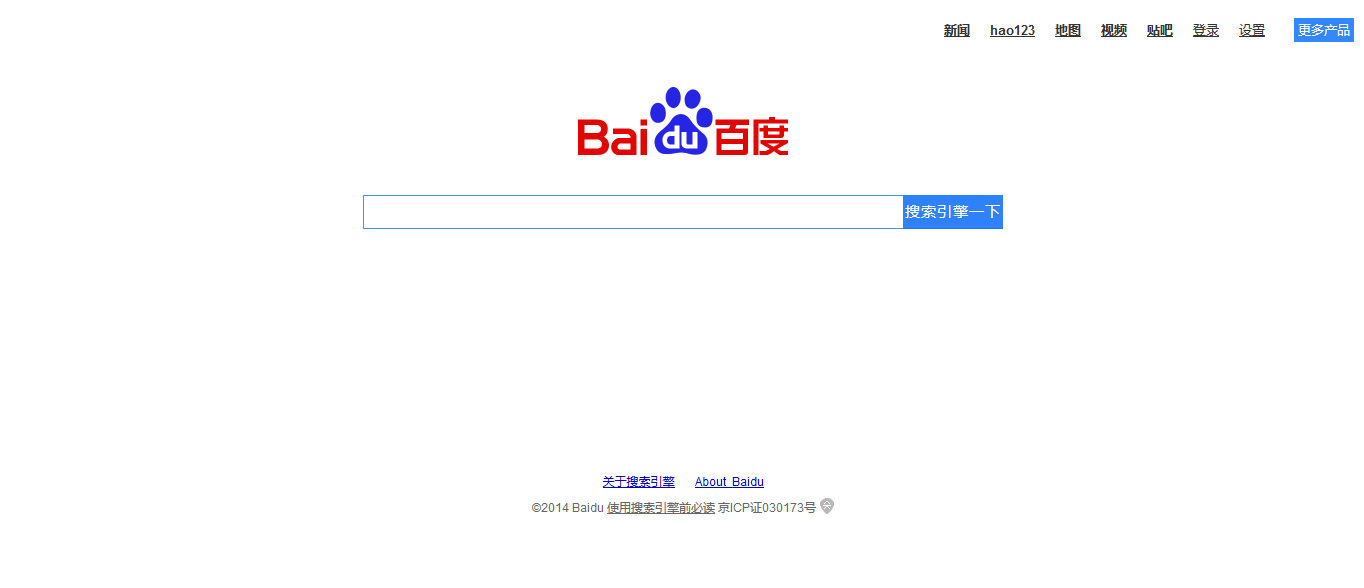 新闻 hao123 地图 视频 贴吧 登录 设置 更多产品
Bai du 百度
搜索引擎一下
关于搜索引擎 About Baidu
©2014 Baidu 使用搜索引擎前必读 京ICP证030173号